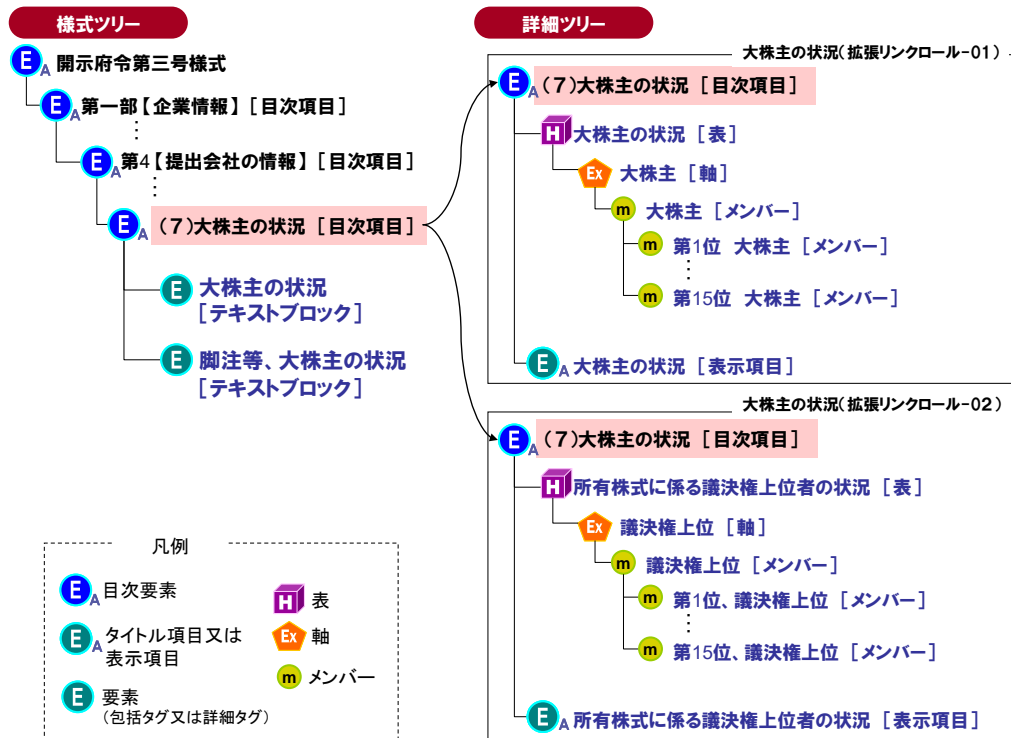 様式ツリー
E A 開示府令第三号様式
E A 第一部【企業情報】［目次項目］
⋮
E A 第4【提出会社の情報】［目次項目］
⋮
E A （7）大株主の状況［目次項目］
E 大株主の状況
［テキストブロック］
E 脚注等、大株主の状況
［テキストブロック］
凡例
E A 目次要素
E A タイトル項目又は
表示項目
E 要素
（包括タグ又は詳細タグ）
H 表
Ex 軸
m メンバー
詳細ツリー
大株主の状況（拡張リンクロール-01）
E A （7）大株主の状況［目次項目］
H 大株主の状況［表］
Ex 大株主［軸］
m 大株主［メンバー］
m 第1位 大株主［メンバー］
⋮
m 第15位 大株主［メンバー］
E A 大株主の状況［表示項目］
大株主の状況（拡張リンクロール-02）
E A （7）大株主の状況［目次項目］
H 所有株式に係る議決権上位者の状況［表］
Ex 議決権上位［軸］
m 議決権上位［メンバー］
m 第1位、議決権上位［メンバー］
⋮
m 第15位、議決権上位［メンバー］
E A 所有株式に係る議決権上位者の状況［表示項目］